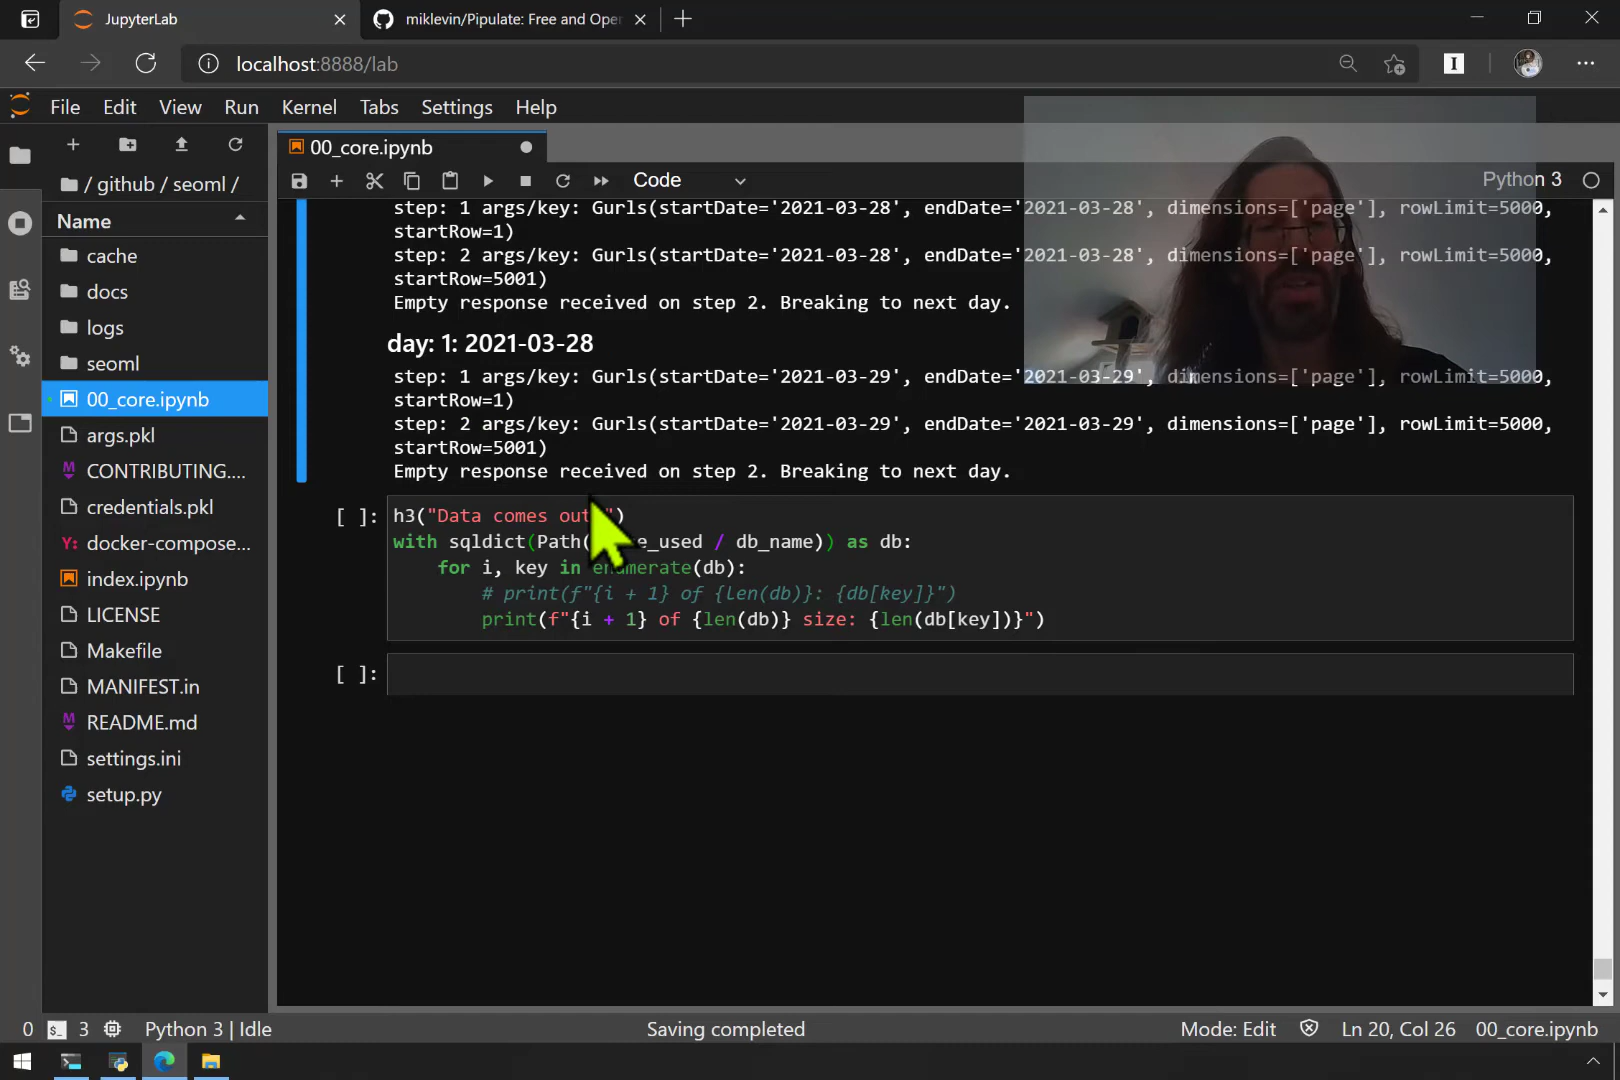 JupyterLab
miklevin/Pipulate: Free and Oper
localhost:8888/lab
File Edit View Run Kernel Tabs Settings Help
00_core.ipynb
/ github / seoml /
Code
Python 3
Name
cache
docs
logs
seoml
00_core.ipynb
args.pkl
CONTRIBUTING....
credentials.pkl
docker-compose...
index.ipynb
LICENSE
Makefile
MANIFEST.in
README.md
settings.ini
setup.py
step: 1 args/key: Gurls(startDate='2021-03-28', endDate='2021-03-28', dimensions=['page'], rowLimit=5000,
startRow=1)
step: 2 args/key: Gurls(startDate='2021-03-28', endDate='2021-03-28', dimensions=['page'], rowLimit=5000,
startRow=5001)
Empty response received on step 2. Breaking to next day.
day: 1: 2021-03-28
step: 1 args/key: Gurls(startDate='2021-03-29', endDate='2021-03-29', dimensions=['page'], rowLimit=5000,
startRow=1)
step: 2 args/key: Gurls(startDate='2021-03-29', endDate='2021-03-29', dimensions=['page'], rowLimit=5000,
startRow=5001)
Empty response received on step 2. Breaking to next day.
[ ]:
h3("Data comes out ")
with sqldict(Path( e_used / db_name)) as db:
for i, key in enumerate(db):
# print(f"{i + 1} of {len(db)}: {db[key]}")
print(f"{i + 1} of {len(db)} size: {len(db[key])}")
[ ]:
0 3 Python 3 | Idle
Saving completed
Mode: Edit
Ln 20, Col 26
00_core.ipynb